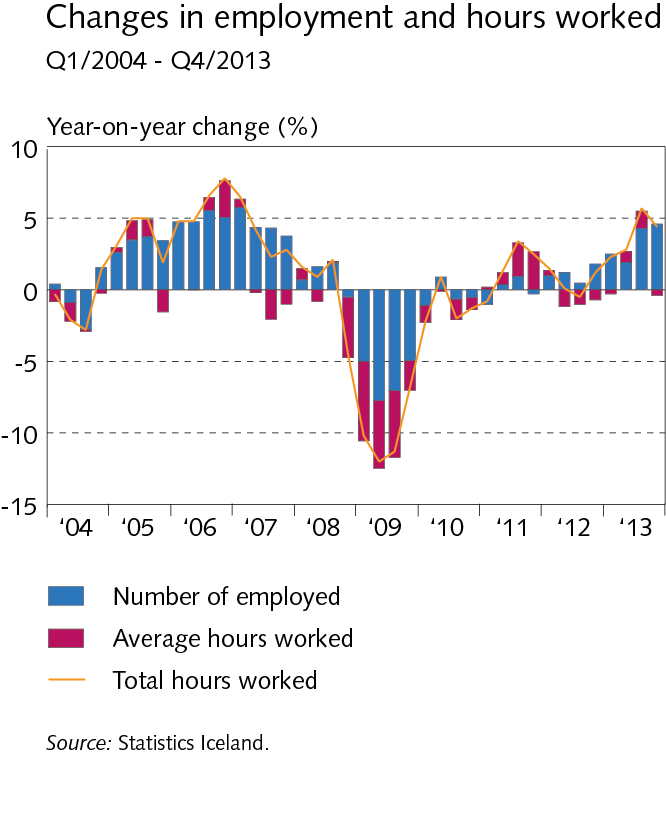 Changes in employment and hours worked
Q1/2004 - Q4/2013
Year-on-year change (%)
10
5
0
-5
-10
-15
‘04 ‘05 ‘06 ‘07 ‘08 ‘09 ‘10 ‘11 ‘12 ‘13
Number of employed
Average hours worked
Total hours worked
Source: Statistics Iceland.